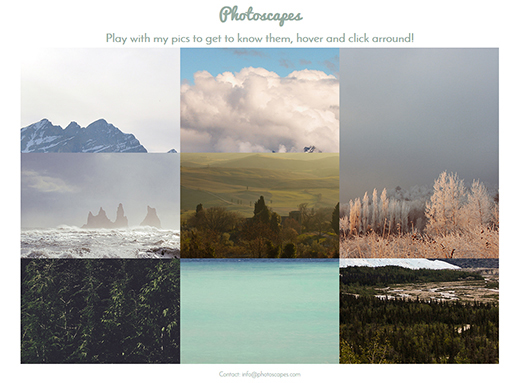 Photoscapes
Play with my pics to get to know them, hover and click arround!
Contact: info@photoscapes.com